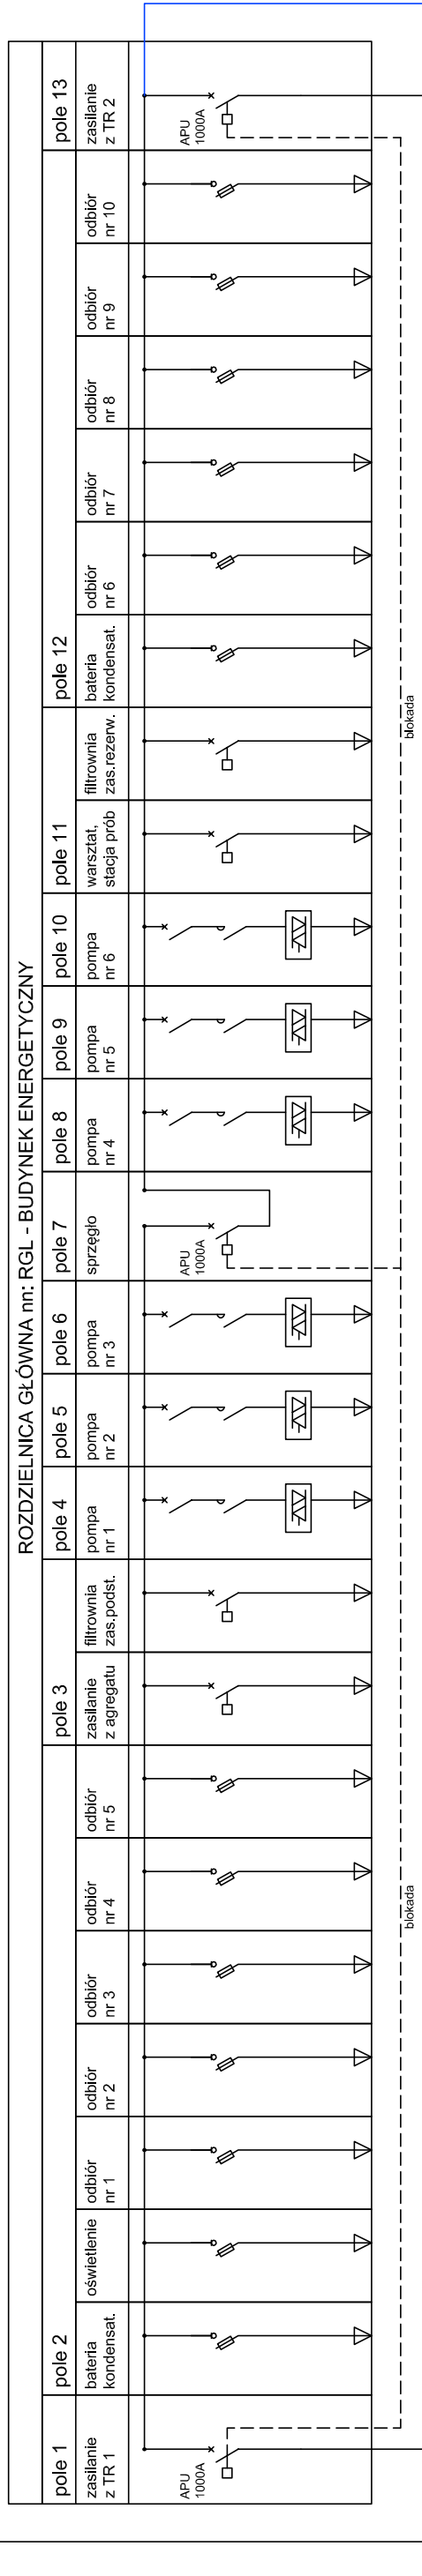 ROZDZIELNICA GŁÓWNA nn: RGL - BUDYNEK ENERGETYCZNY
pole 1
pole 2
pole 3
pole 4
pole 5
pole 6
pole 7
pole 8
pole 9
pole 10
pole 11
pole 12
pole 13
zasilanie
z TR 1
bateria
kondensat.
oświetlenie
odbiór
nr 1
odbiór
nr 2
odbiór
nr 3
odbiór
nr 4
odbiór
nr 5
zasilanie
z agregatu
filtrownia
zas.podst.
pompa
nr 1
pompa
nr 2
pompa
nr 3
sprzęgło
pompa
nr 4
pompa
nr 5
pompa
nr 6
warsztat,
stacja prób
filtrownia
zas.rezerw.
bateria
kondensat.
odbiór
nr 6
odbiór
nr 7
odbiór
nr 8
odbiór
nr 9
odbiór
nr 10
zasilanie
z TR 2
APU
1000A
APU
1000A
APU
1000A
blokada
blokada